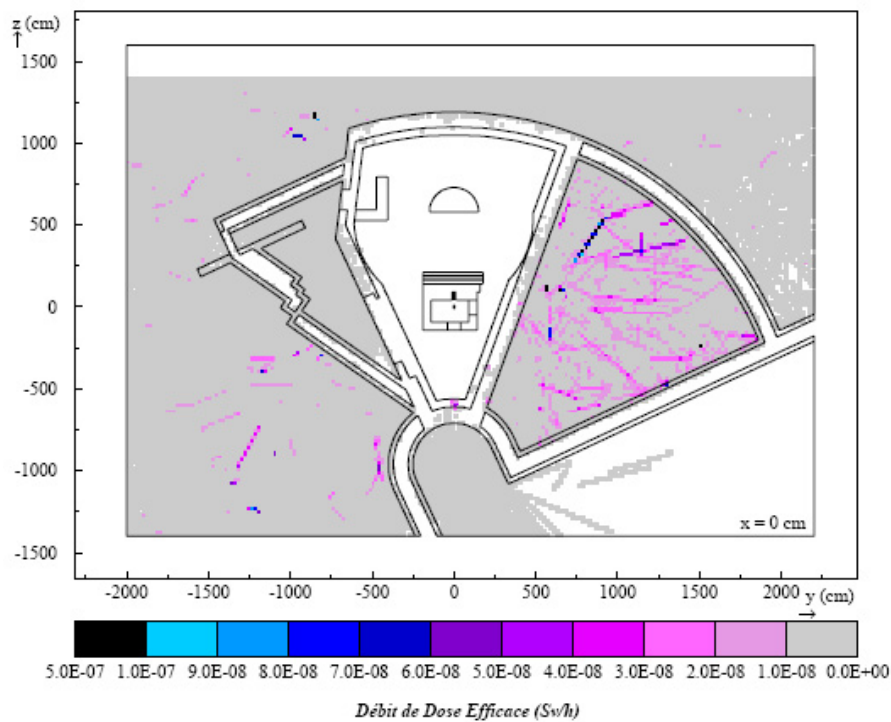 z (cm)
↑
1500
1000
500
0
-500
-1000
-1500
x = 0 cm
-2000 -1500 -1000 -500 0 500 1000 1500 2000 y (cm)
→
5.0E-07 1.0E-07 9.0E-08 8.0E-08 7.0E-08 6.0E-08 5.0E-08 4.0E-08 3.0E-08 2.0E-08 1.0E-08 0.0E+00
Débit de Dose Efficace (Sv/h)